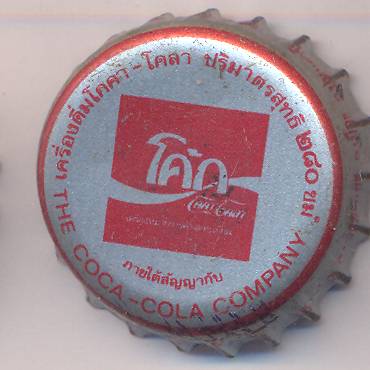 เครื่องดื่มโคคา-โคลา ปริมาตรสุทธิ ๒๘๐ ซม³
โค้ก
ภายใต้สัญญากับ
THE COCA-COLA COMPANY